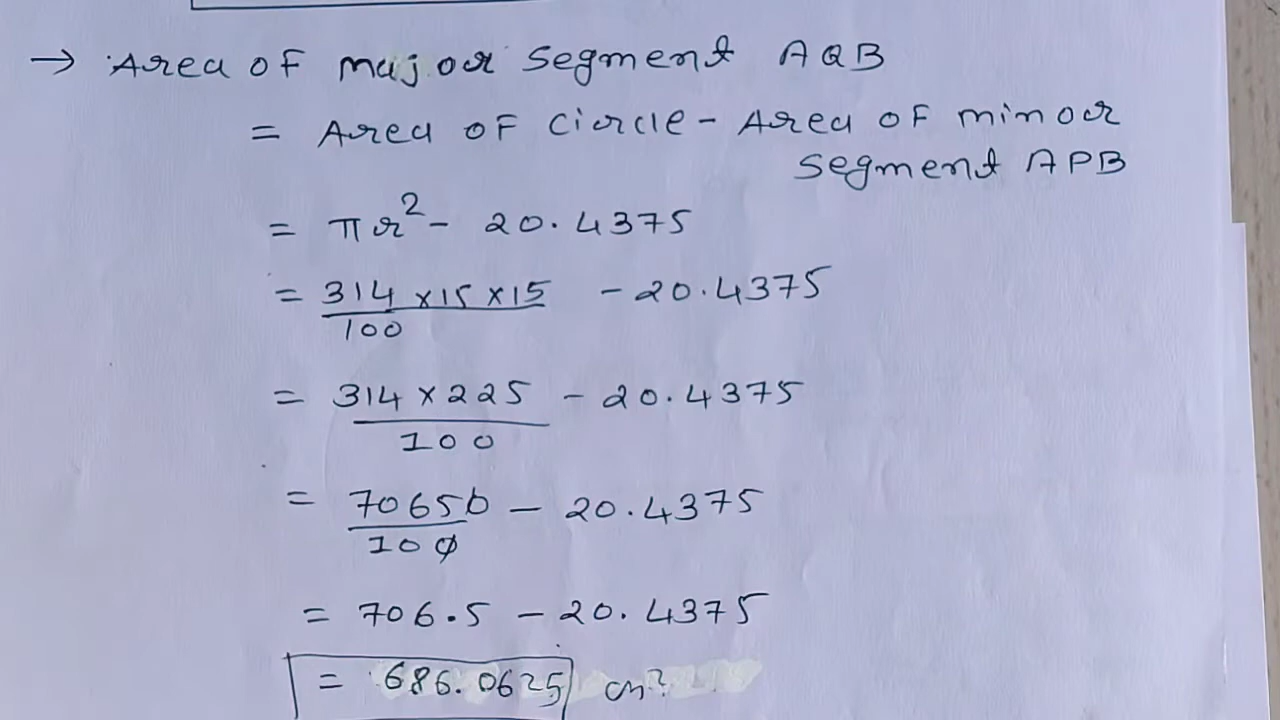 → Area of major segment AQB
= Area of circle - Area of minor
segment APB
= πr² - 20.4375
= 314 × 15 × 15 - 20.4375
100
= 314 × 225 - 20.4375
100
= 70650 - 20.4375
100
= 706.5 - 20.4375
= 686.0625 cm²